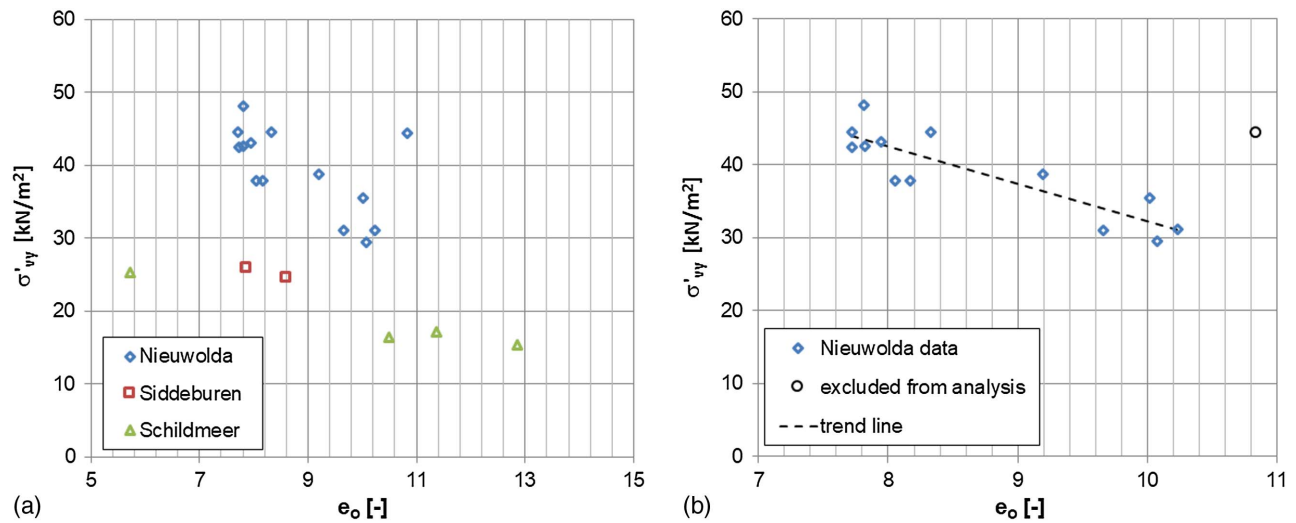 60
50
40
30
20
10
0
σ'vy [kN/m²]
5 7 9 11 13 15
eo [-]
Nieuwolda
Siddeburen
Schildmeer
(a)
60
50
40
30
20
10
0
σ'vy [kN/m²]
7 8 9 10 11
eo [-]
Nieuwolda data
excluded from analysis
trend line
(b)